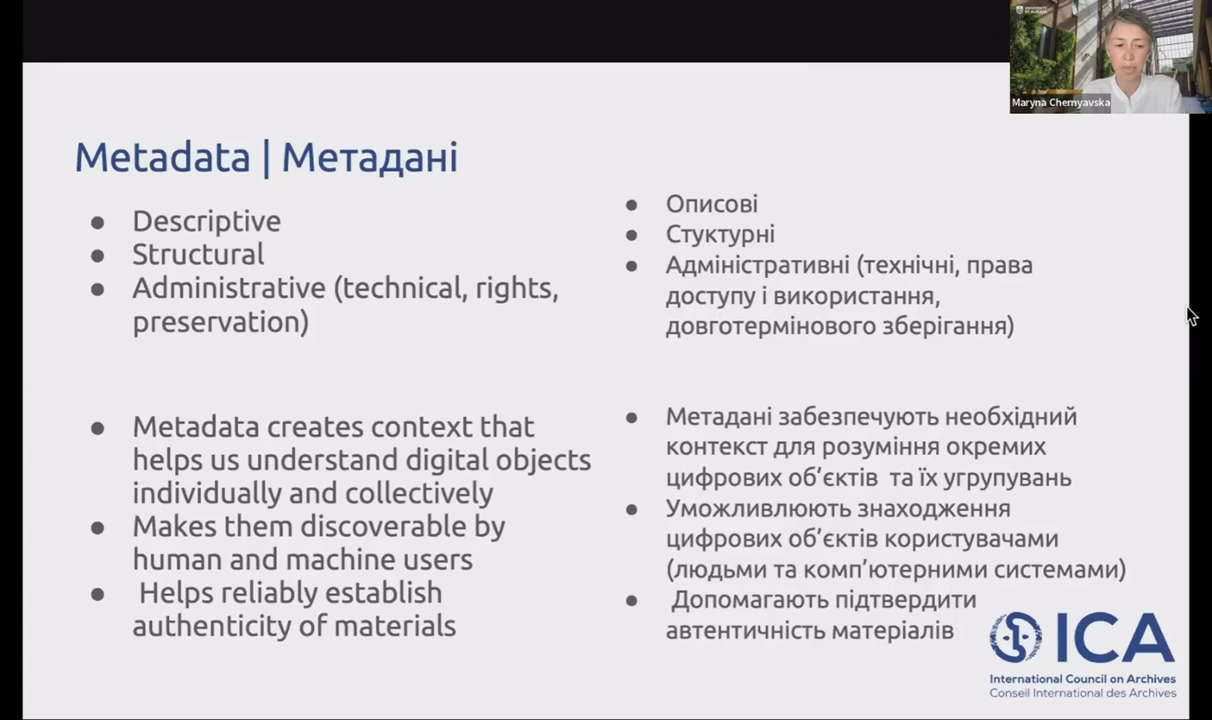 UNIVERSITY
OF ALBERTA
Maryna Chernyavska
Metadata | Метадані
● Descriptive
● Structural
● Administrative (technical, rights,
preservation)
● Metadata creates context that
helps us understand digital objects
individually and collectively
● Makes them discoverable by
human and machine users
● Helps reliably establish
authenticity of materials
● Описові
● Стуктурні
● Адміністративні (технічні, права
доступу і використання,
довготермінового зберігання)
● Метадані забезпечують необхідний
контекст для розуміння окремих
цифрових об’єктів та їх угрупувань
● Уможливлюють знаходження
цифрових об’єктів користувачами
(людьми та комп’ютерними системами)
● Допомагають підтвердити
автентичність матеріалів
ICA
International Council on Archives
Conseil International des Archives